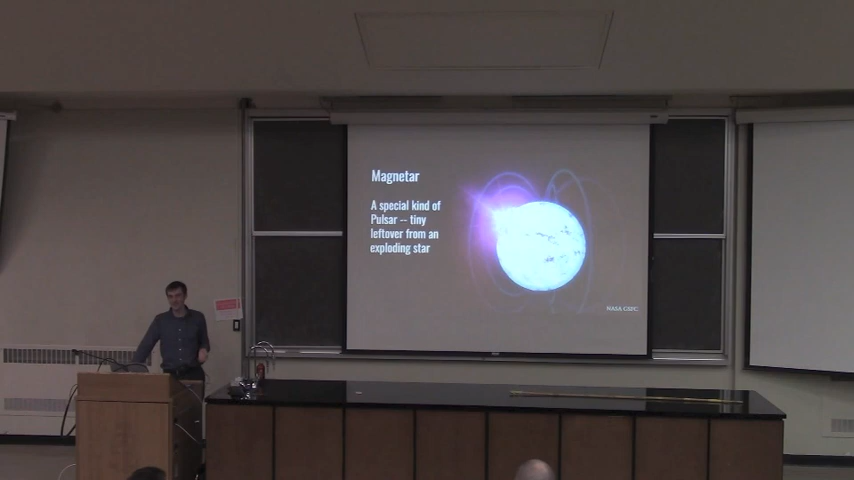 Magnetar
A special kind of
Pulsar -- tiny
leftover from an
exploding star
NASA GSFC